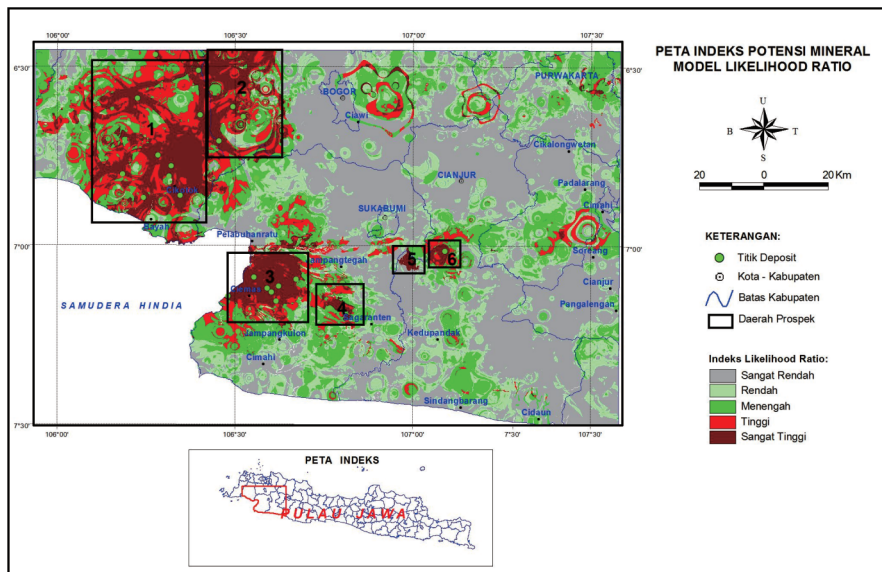 PETA INDEKS POTENSI MINERAL
MODEL LIKELIHOOD RATIO
U
B T
S
20 0 20 Km
KETERANGAN:
Titik Deposit
Kota - Kabupaten
Batas Kabupaten
Daerah Prospek
Indeks Likelihood Ratio:
Sangat Rendah
Rendah
Menengah
Tinggi
Sangat Tinggi
106°00' 106°30' 107°00' 107°30'
6°30' 6°30'
7°00' 7°00'
7°30' 7°30'
106°00' 106°30' 107°00' 7°30' 107°30'
1
2
3
4
5
6
BOGOR
Ciawi
PURWAKARTA
Cikalongwetan
CIANJUR
Padalarang
Cimahi
SUKABUMI
Bayah
Pelabuhanratu
Soreang
Cianjur
Pangalengan
SAMUDERA HINDIA
Kedupandak
Cimahi
Sindangbarang
Cidaun
PETA INDEKS
PULAU JAWA